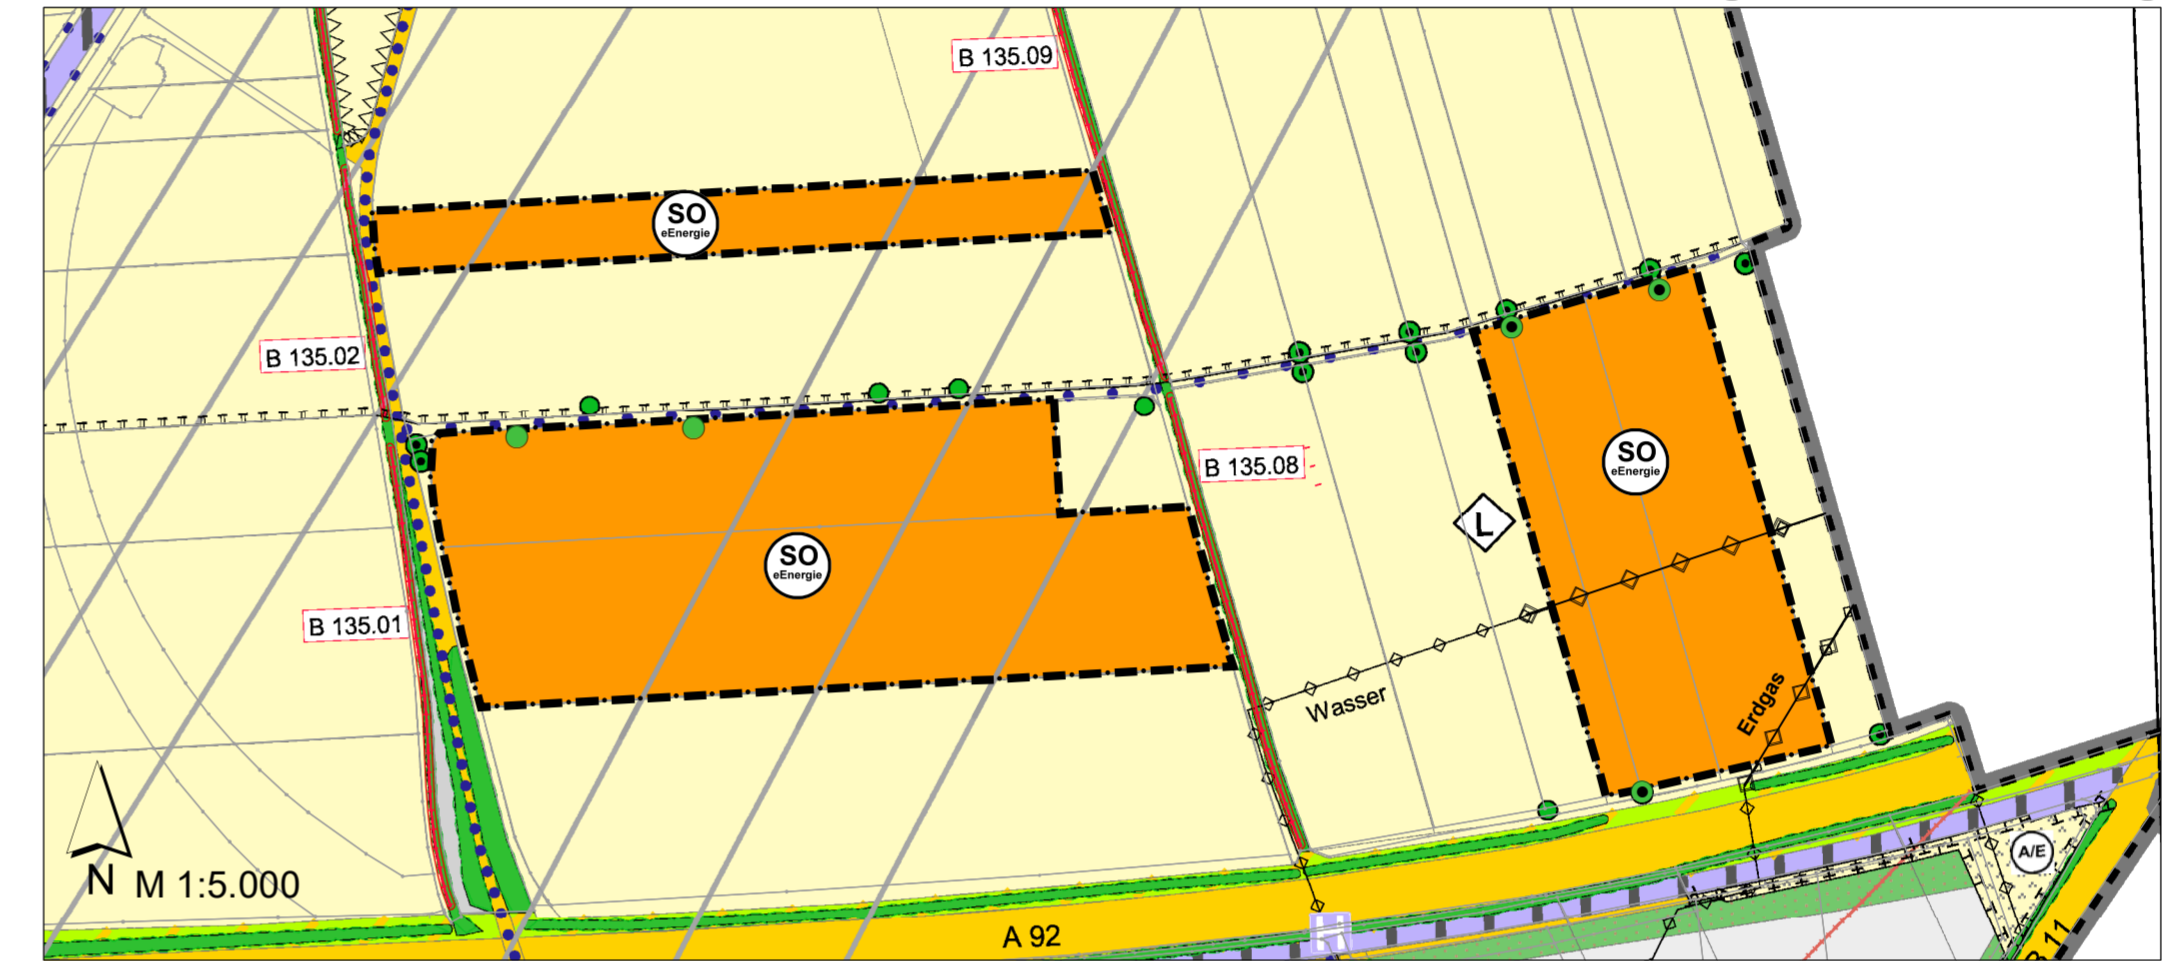 B 135.09
SO
eEnergie
B 135.02
B 135.08
SO
eEnergie
L
SO
eEnergie
B 135.01
Wasser
Erdgas
N M 1:5.000
A/E
A 92
H
B 11